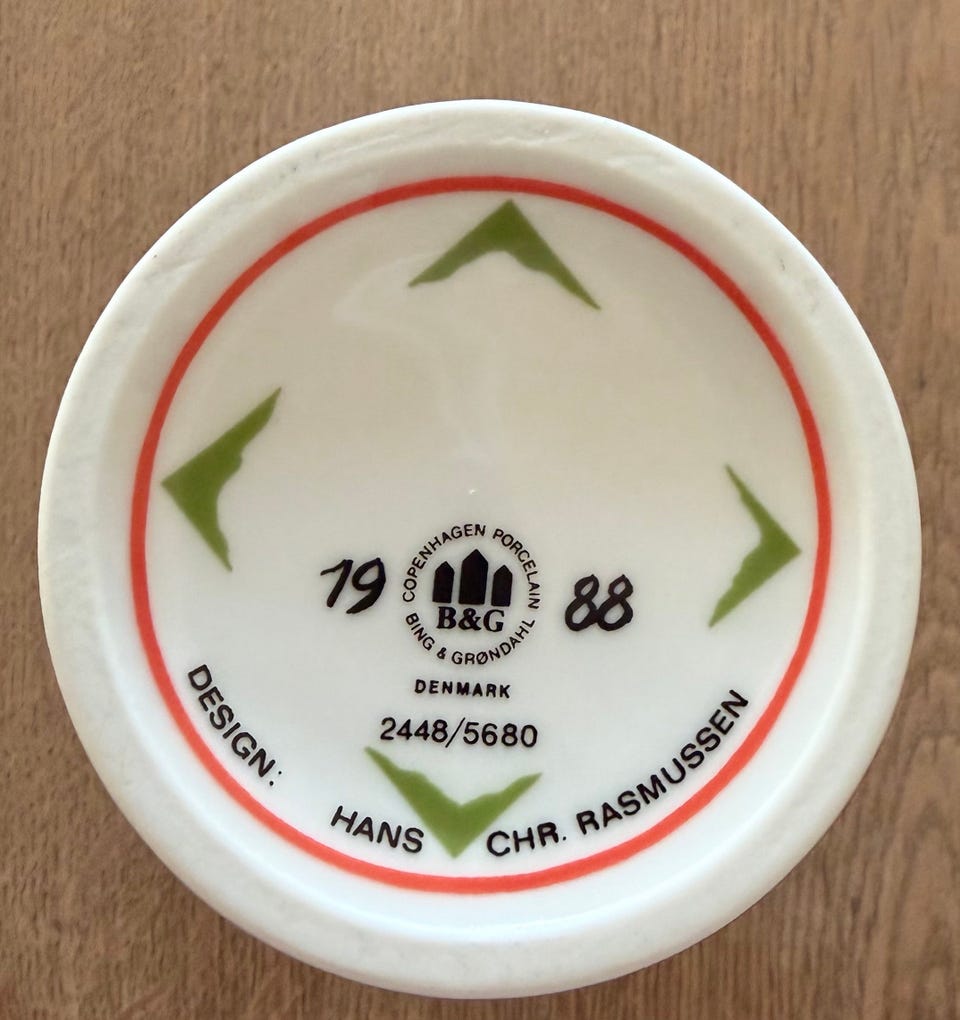 19 88
COPENHAGEN PORCELAIN
B&G
BING & GRØNDAHL
DENMARK
2448/5680
DESIGN: HANS CHR. RASMUSSEN